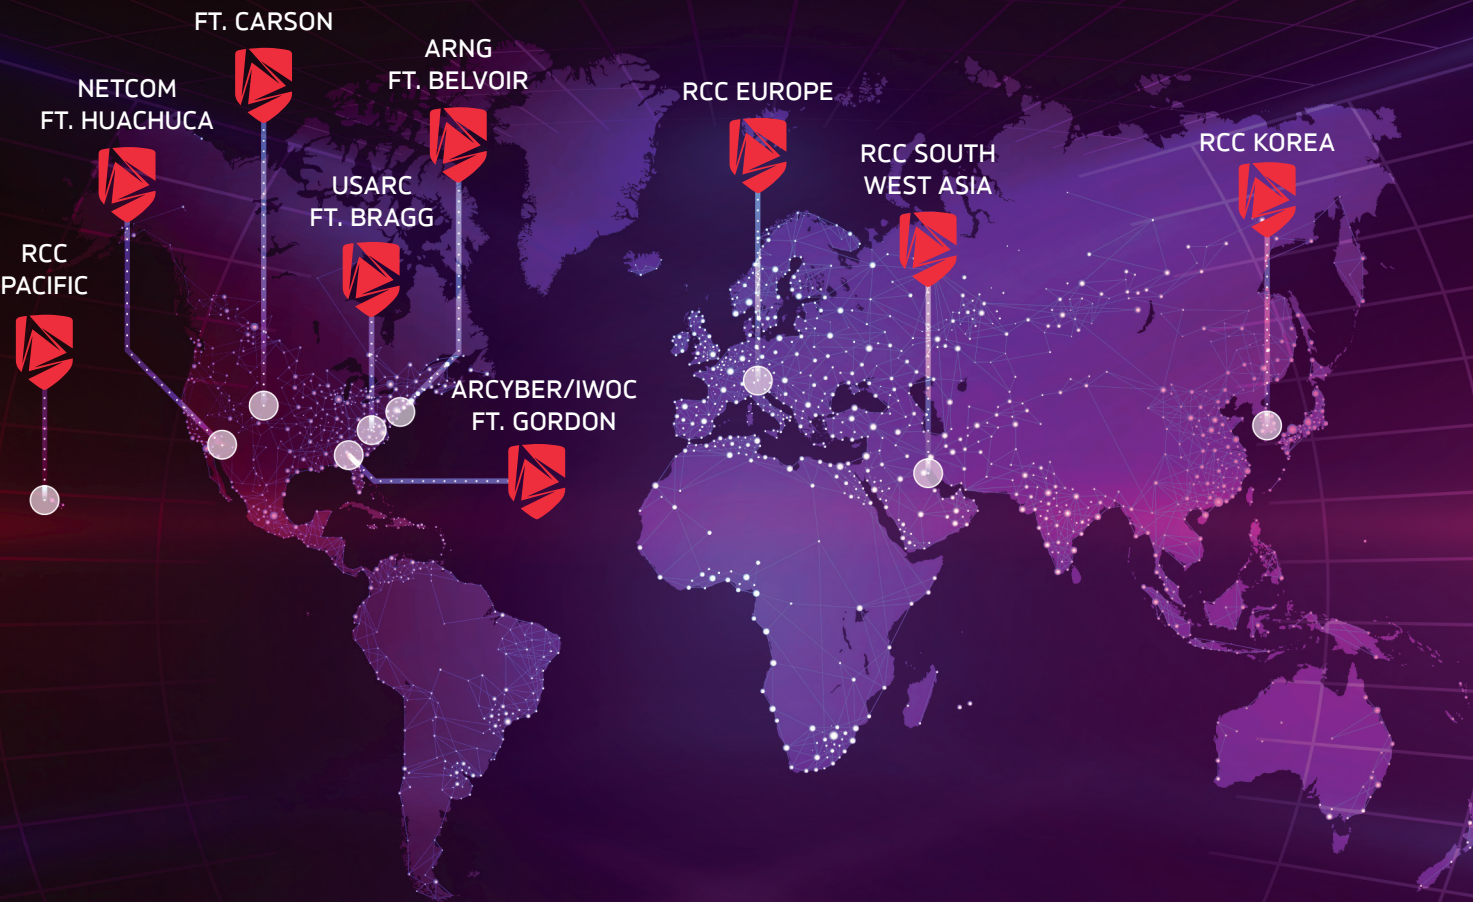 FT. CARSON
ARNG
FT. BELVOIR
NETCOM
FT. HUACHUCA
RCC EUROPE
RCC KOREA
RCC SOUTH
WEST ASIA
USARC
FT. BRAGG
RCC
PACIFIC
ARCYBER/IWOC
FT. GORDON